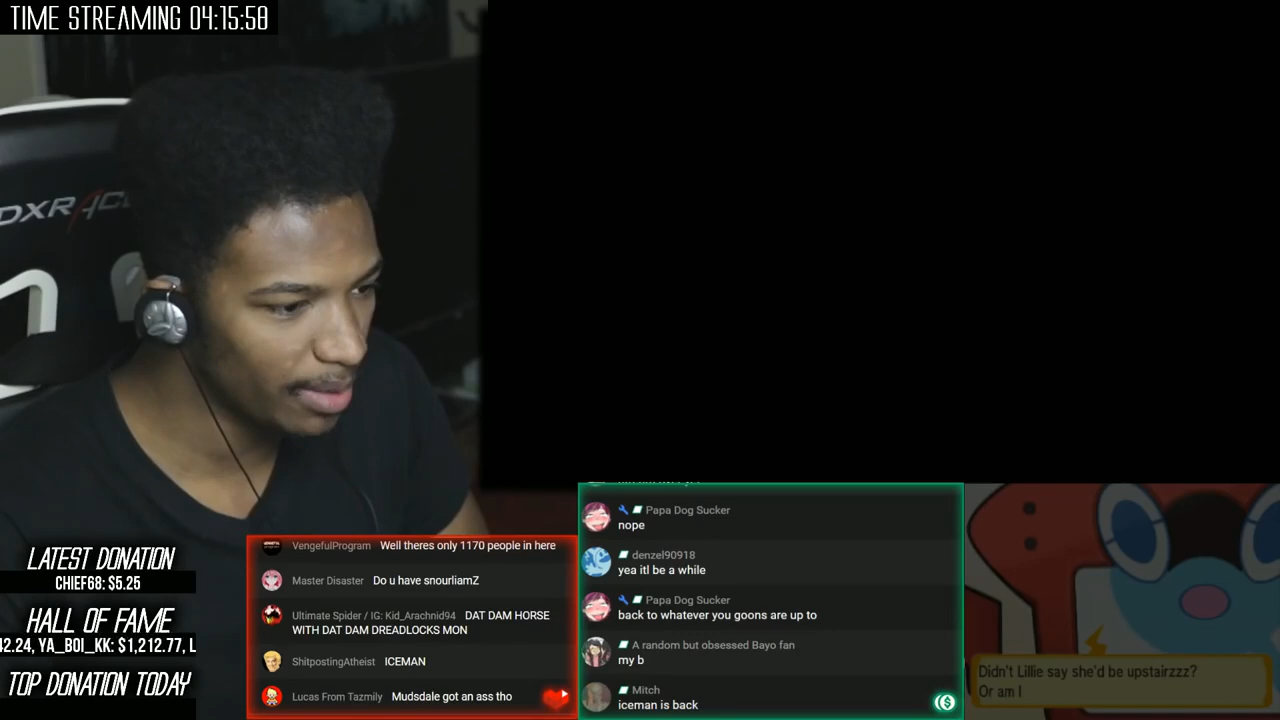 TIME STREAMING 04:15:58
DXRAC
LATEST DONATION
CHIEF68: $5.25
HALL OF FAME
42.24, YA_BOI_KK: $1,212.77, L
TOP DONATION TODAY
VengefulProgram Well theres only 1170 people in here
Master Disaster Do u have snourliamZ
Ultimate Spider / IG: Kid_Arachnid94 DAT DAM HORSE
WITH DAT DAM DREADLOCKS MON
ShitpostingAtheist ICEMAN
Lucas From Tazmily Mudsdale got an ass tho
Papa Dog Sucker
nope
denzel90918
yea itl be a while
Papa Dog Sucker
back to whatever you goons are up to
A random but obsessed Bayo fan
my b
Mitch
iceman is back
Didn't Lillie say she'd be upstairzzz?
Or am I